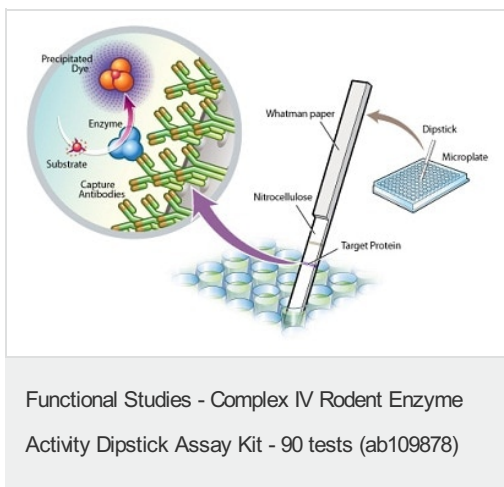 Precipitated
Dye
Enzyme
Substrate
Capture
Antibodies
Whatman paper
Dipstick
Microplate
Nitrocellulose
Target Protein
Functional Studies - Complex IV Rodent Enzyme
Activity Dipstick Assay Kit - 90 tests (ab109878)